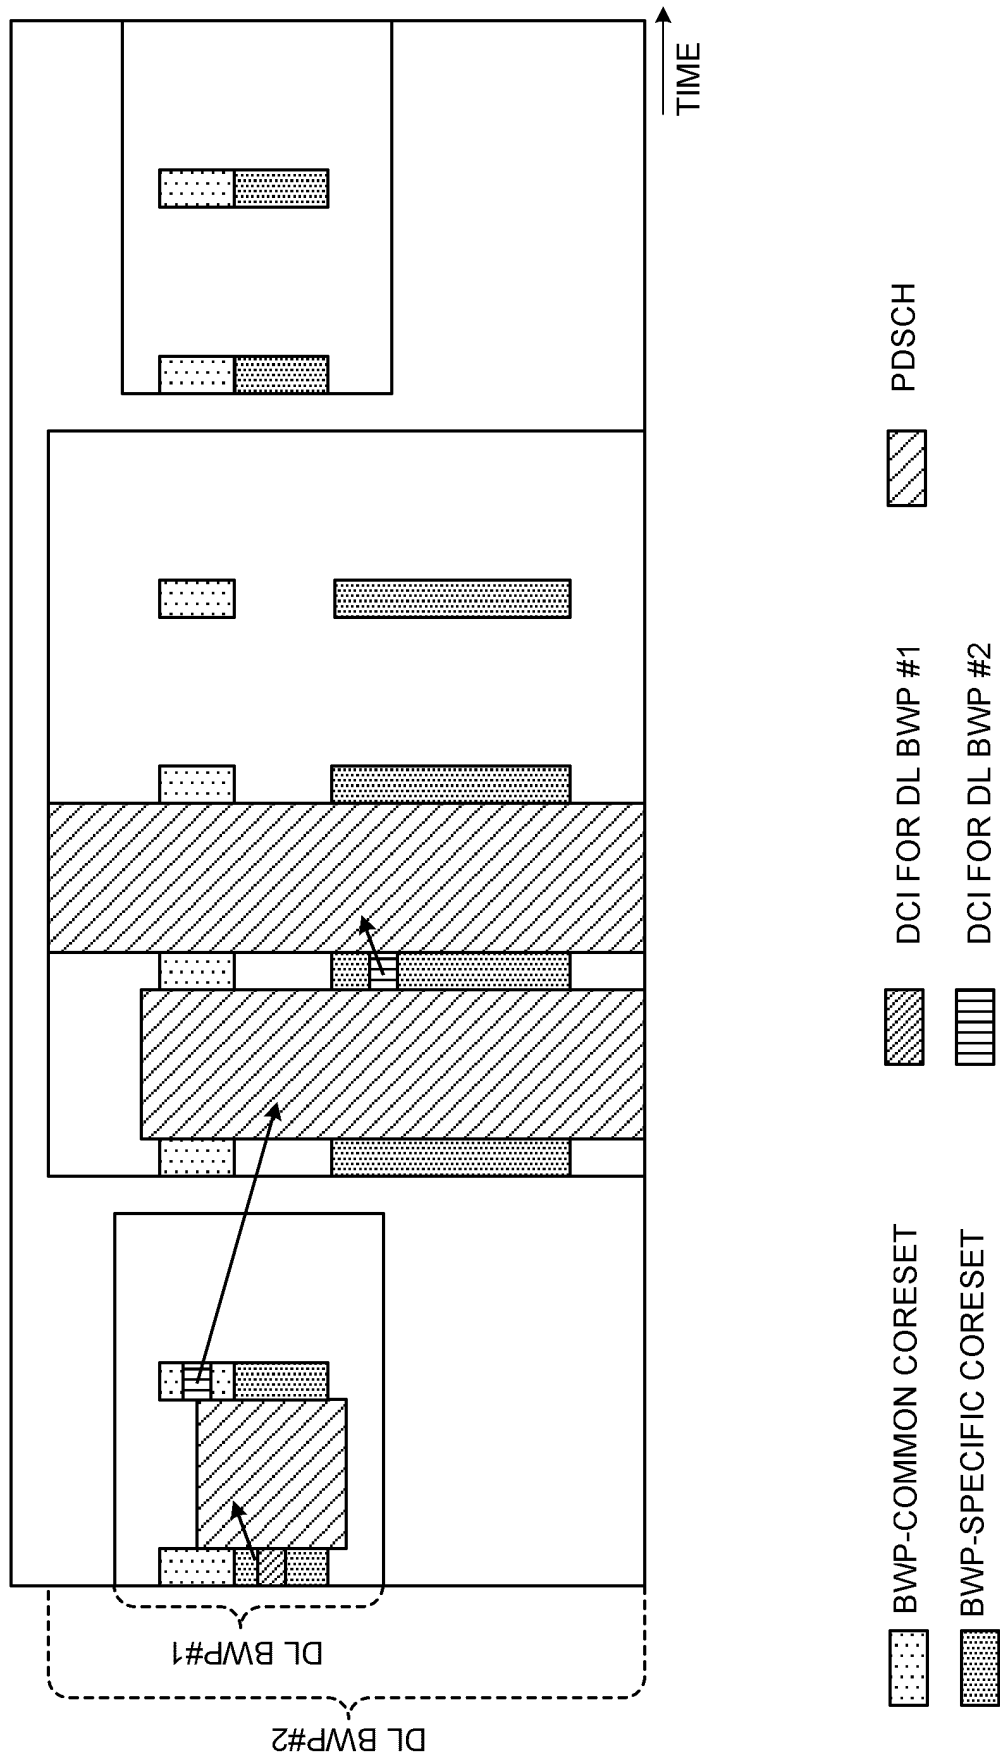 DL BWP#2
DL BWP#1
TIME
BWP-COMMON CORESET
BWP-SPECIFIC CORESET
DCI FOR DL BWP #1
DCI FOR DL BWP #2
PDSCH